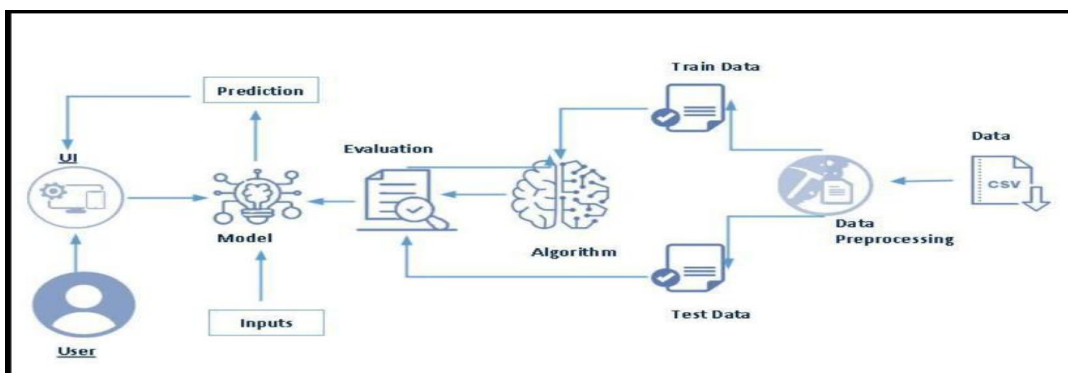 Train Data
Prediction
Evaluation
Data
UI
CSV
Model
Algorithm
Data
Preprocessing
Inputs
Test Data
User